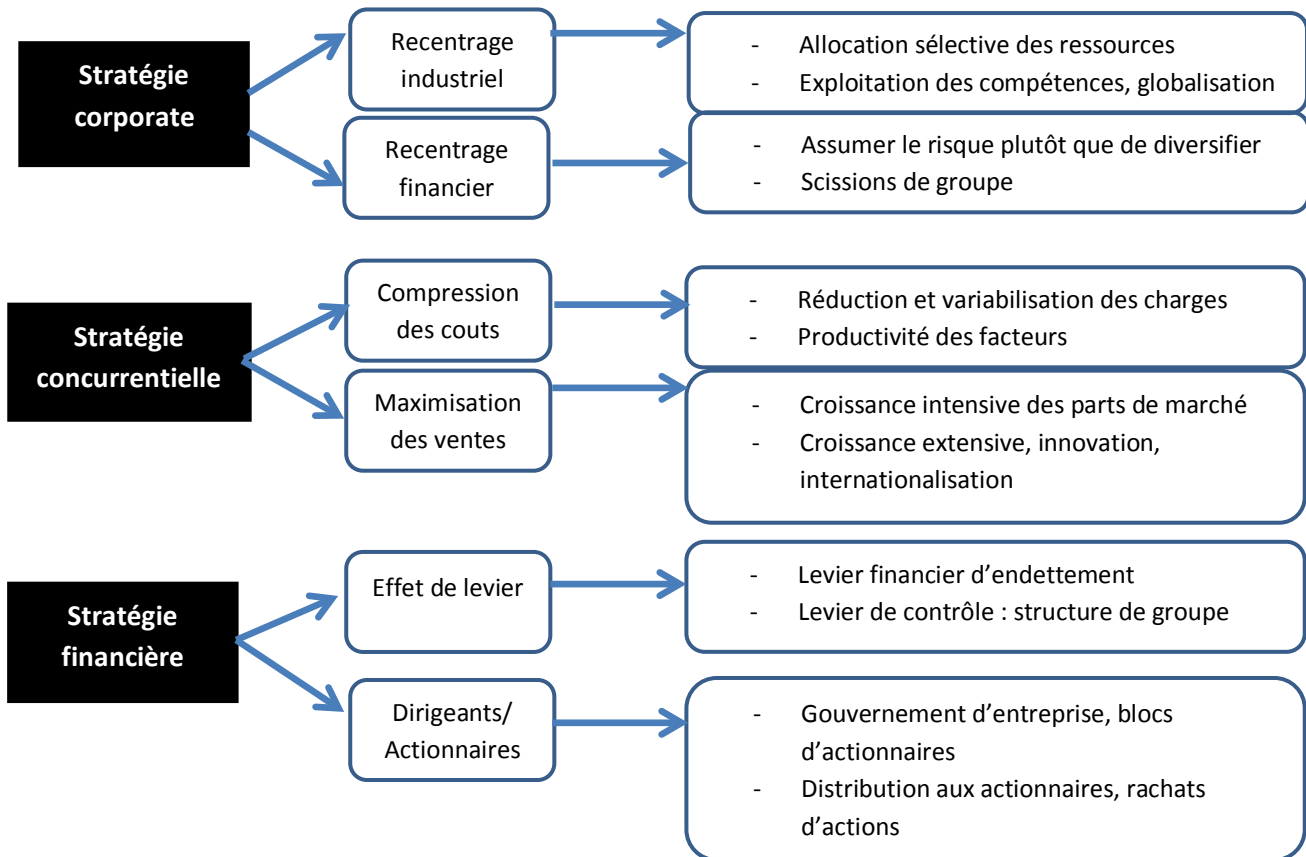 Stratégie
corporate
Recentrage
industriel
- Allocation sélective des ressources
- Exploitation des compétences, globalisation
Recentrage
financier
- Assumer le risque plutôt que de diversifier
- Scissions de groupe
Stratégie
concurrentielle
Compression
des couts
- Réduction et variabilisation des charges
- Productivité des facteurs
Maximisation
des ventes
- Croissance intensive des parts de marché
- Croissance extensive, innovation,
internationalisation
Stratégie
financière
Effet de levier
- Levier financier d’endettement
- Levier de contrôle : structure de groupe
Dirigeants/
Actionnaires
- Gouvernement d’entreprise, blocs
d’actionnaires
- Distribution aux actionnaires, rachats
d’actions